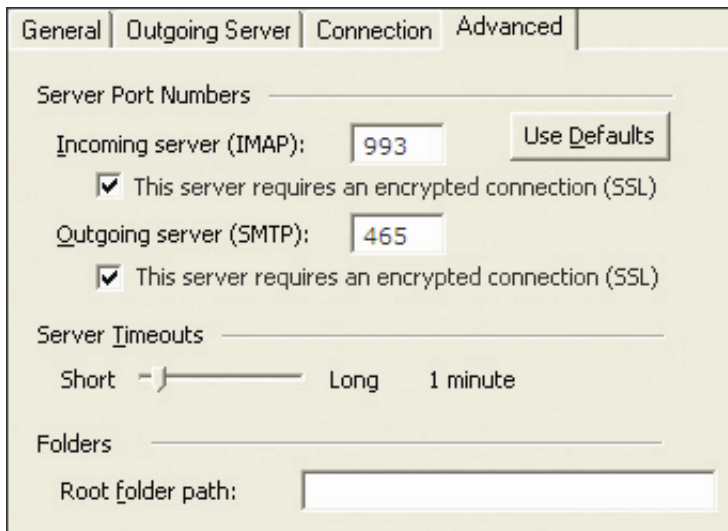 General Outgoing Server Connection Advanced
Server Port Numbers
Incoming server (IMAP): 993 Use Defaults
This server requires an encrypted connection (SSL)
Outgoing server (SMTP): 465
This server requires an encrypted connection (SSL)
Server Timeouts
Short Long 1 minute
Folders
Root folder path: